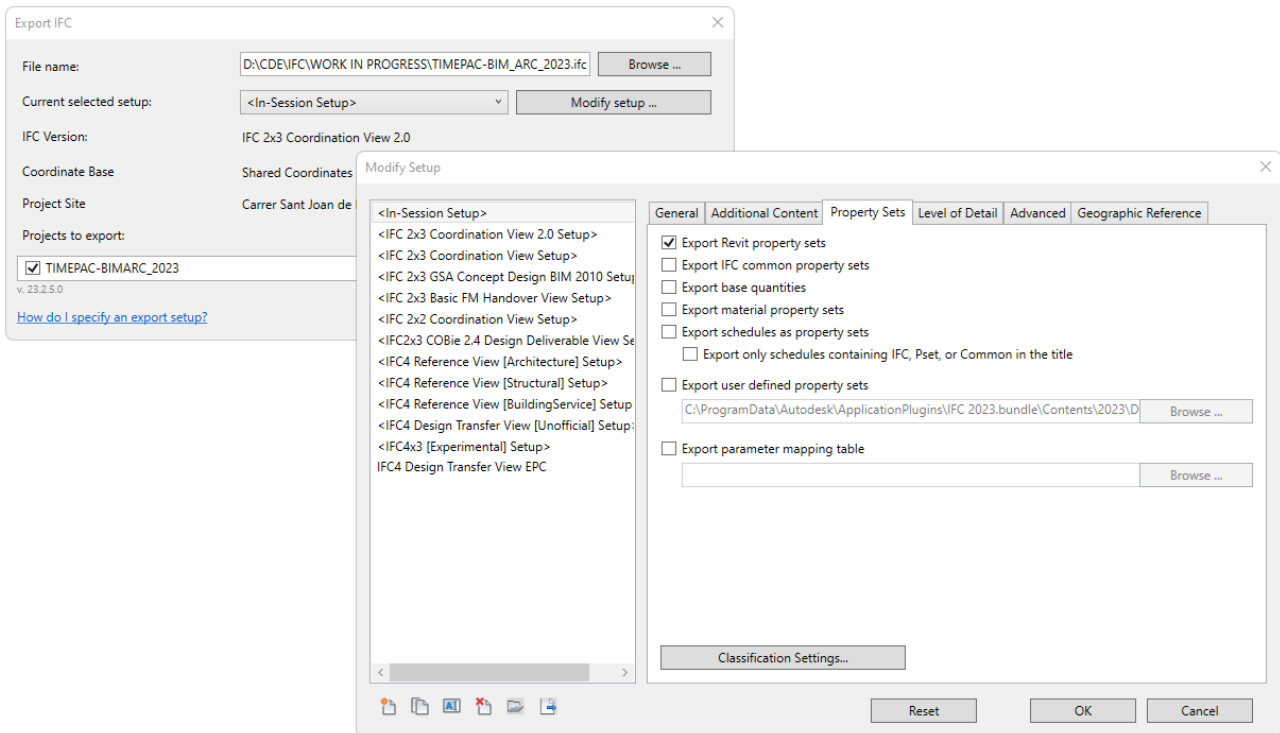 Export IFC
File name:
D:\CDE\IFC\WORK IN PROGRESS\TIMEPAC-BIM_ARC_2023.ifc
Browse ...
Current selected setup:
<In-Session Setup>
Modify setup ...
IFC Version:
IFC 2x3 Coordination View 2.0
Coordinate Base
Shared Coordinates
Project Site
Carrer Sant Joan de
Projects to export:
TIMEPAC-BIMARC_2023
v. 23.2.5.0
How do I specify an export setup?
Modify Setup
<In-Session Setup>
<IFC 2x3 Coordination View 2.0 Setup>
<IFC 2x3 Coordination View Setup>
<IFC 2x3 GSA Concept Design BIM 2010 Setup
<IFC 2x3 Basic FM Handover View Setup>
<IFC 2x2 Coordination View Setup>
<IFC2x3 COBie 2.4 Design Deliverable View Se
<IFC4 Reference View [Architecture] Setup>
<IFC4 Reference View [Structural] Setup>
<IFC4 Reference View [BuildingService] Setup
<IFC4 Design Transfer View [Unofficial] Setup>
<IFC4x3 [Experimental] Setup>
IFC4 Design Transfer View EPC
General
Additional Content
Property Sets
Level of Detail
Advanced
Geographic Reference
Export Revit property sets
Export IFC common property sets
Export base quantities
Export material property sets
Export schedules as property sets
Export only schedules containing IFC, Pset, or Common in the title
Export user defined property sets
C:\ProgramData\Autodesk\ApplicationPlugins\IFC 2023.bundle\Contents\2023\D
Browse ...
Export parameter mapping table
Browse ...
Classification Settings...
Reset
OK
Cancel